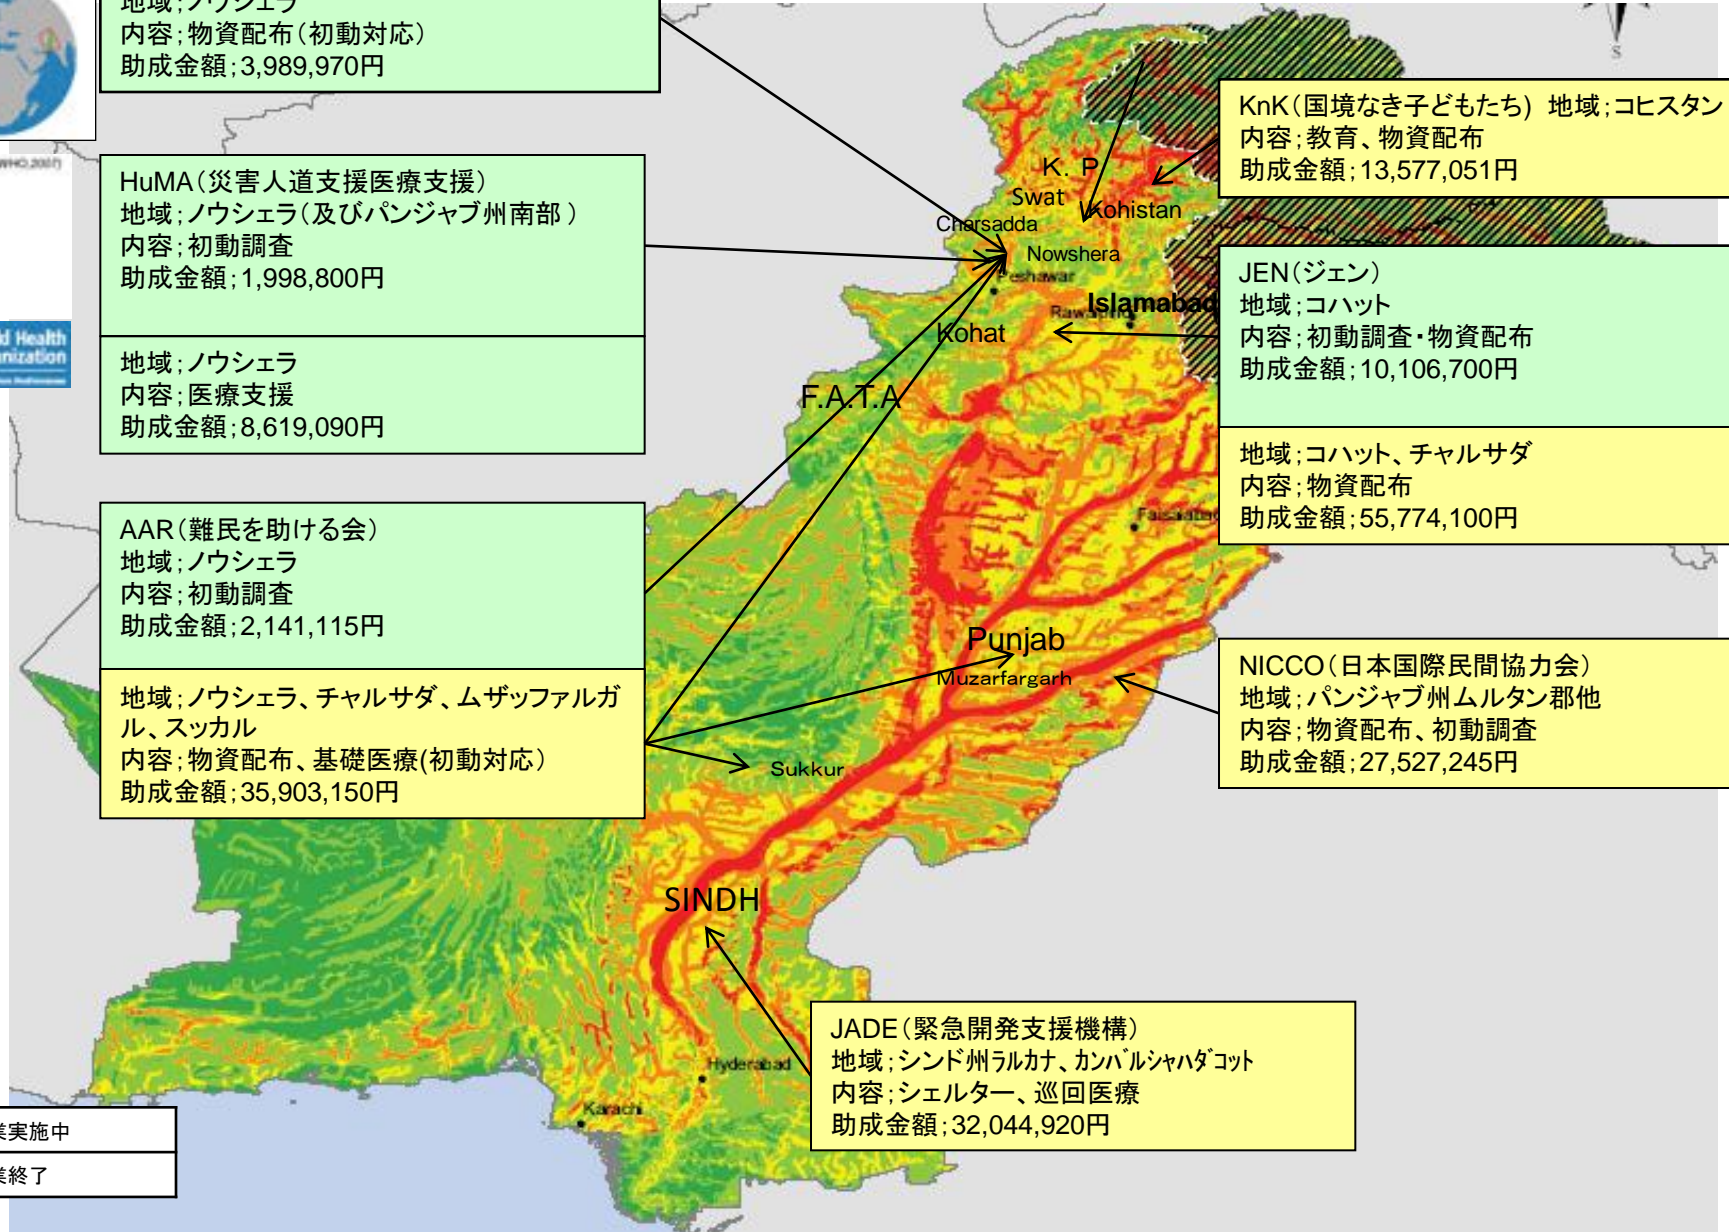 地域；ノウシェラ
内容；物資配布（初動対応）
助成金額；3,989,970円
S
KnK（国境なき子どもたち） 地域；コヒスタン
内容；教育、物資配布
助成金額；13,577,051円
WHO,2007)
HuMA（災害人道支援医療支援）
地域；ノウシェラ（及びパンジャブ州南部）
内容；初動調査
助成金額；1,998,800円
地域；ノウシェラ
内容；医療支援
助成金額；8,619,090円
d Health
nization
K. P
Swat
Kohistan
Charsadda
Nowshera
Peshawar
Islamabad
Kohat
F.A.T.A
JEN（ジェン）
地域；コハット
内容；初動調査・物資配布
助成金額；10,106,700円
地域；コハット、チャルサダ
内容；物資配布
助成金額；55,774,100円
Faisalabad
AAR（難民を助ける会）
地域；ノウシェラ
内容；初動調査
助成金額；2,141,115円
地域；ノウシェラ、チャルサダ、ムザッファルガ
ル、スッカル
内容；物資配布、基礎医療(初動対応）
助成金額；35,903,150円
Punjab
Muzarfargarh
Sukkur
NICCO（日本国際民間協力会）
地域；パンジャブ州ムルタン郡他
内容；物資配布、初動調査
助成金額；27,527,245円
SINDH
Hyderabad
Karachi
JADE（緊急開発支援機構）
地域；シンド州ラルカナ、カンバルシャハダコット
内容；シェルター、巡回医療
助成金額；32,044,920円
業実施中
業終了